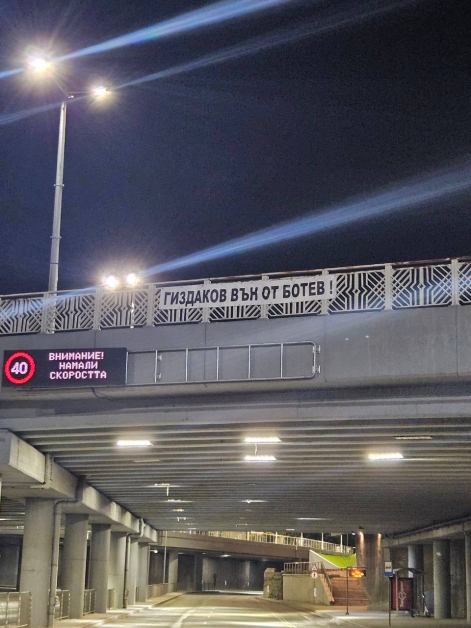 ГИЗДАКОВ ВЪН ОТ БОТЕВ !
40
ВНИМАНИЕ!
НАМАЛИ
СКОРОСТТА